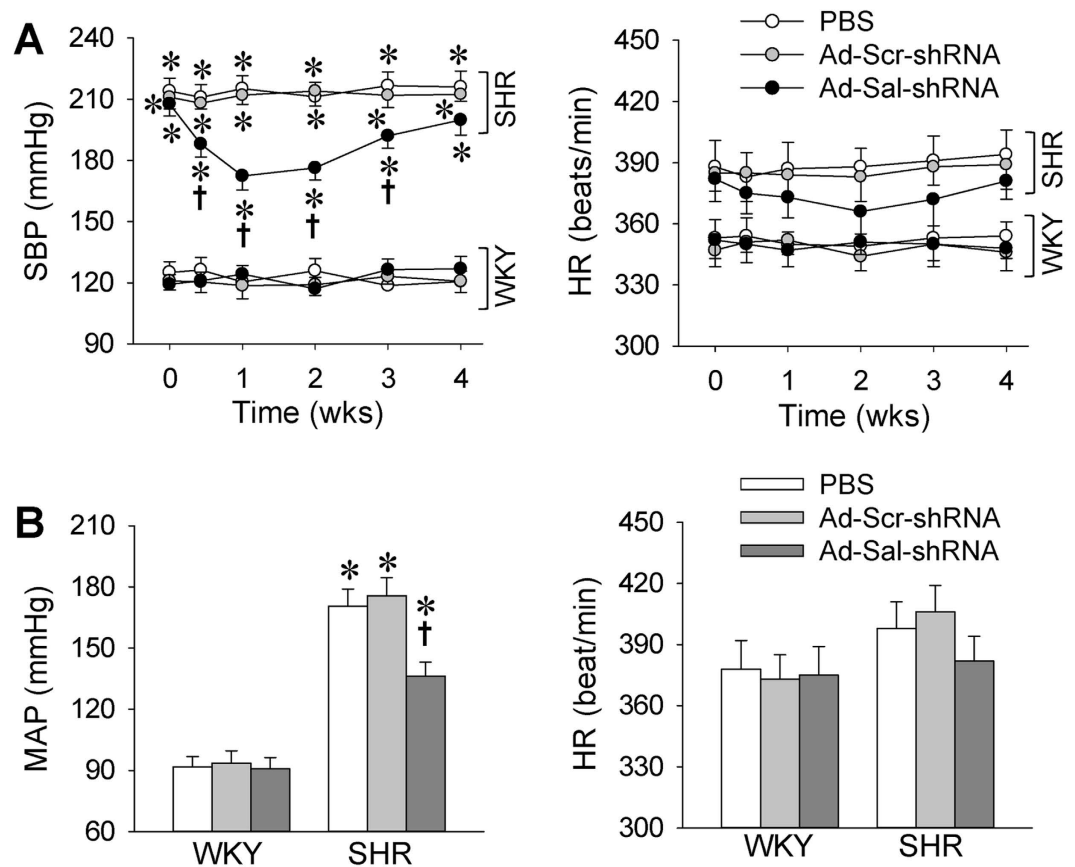 A
SBP (mmHg)
240
210
180
150
120
90
* * * * * *
* * * * * * * *
* * * *
† † † †
SHR
WKY
0 1 2 3 4
Time (wks)
PBS
Ad-Scr-shRNA
Ad-Sal-shRNA
HR (beats/min)
450
420
390
360
330
300
SHR
WKY
0 1 2 3 4
Time (wks)
B
MAP (mmHg)
210
180
150
120
90
60
* * *
†
WKY SHR
PBS
Ad-Scr-shRNA
Ad-Sal-shRNA
HR (beat/min)
450
420
390
360
330
300
WKY SHR